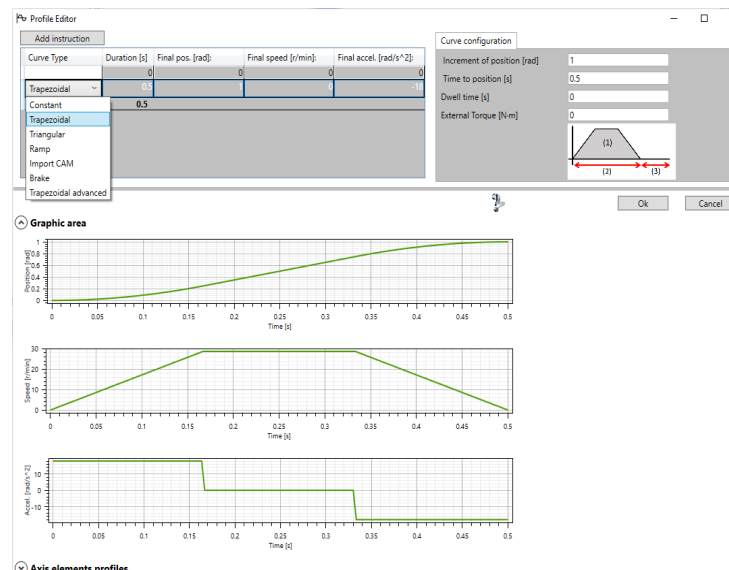 Profile Editor
Add instruction
Curve Type Duration [s] Final pos. [rad]: Final speed [r/min]: Final accel. [rad/s^2]:
0 0 0 0
Trapezoidal 0.5 1 0 -18
0.5
Constant
Trapezoidal
Triangular
Ramp
Import CAM
Brake
Trapezoidal advanced
Curve configuration
Increment of position [rad] 1
Time to position [s] 0.5
Dwell time [s] 0
External Torque [N·m] 0
(1)
(2) (3)
Ok Cancel
Graphic area
Position [rad]
1
0.8
0.6
0.4
0.2
0
0 0.05 0.1 0.15 0.2 0.25 0.3 0.35 0.4 0.45 0.5
Time [s]
Speed [r/min]
30
20
10
0
0 0.05 0.1 0.15 0.2 0.25 0.3 0.35 0.4 0.45 0.5
Time [s]
Accel. [rad/s^2]
10
0
-10
0 0.05 0.1 0.15 0.2 0.25 0.3 0.35 0.4 0.45 0.5
Time [s]
Axis elements profiles